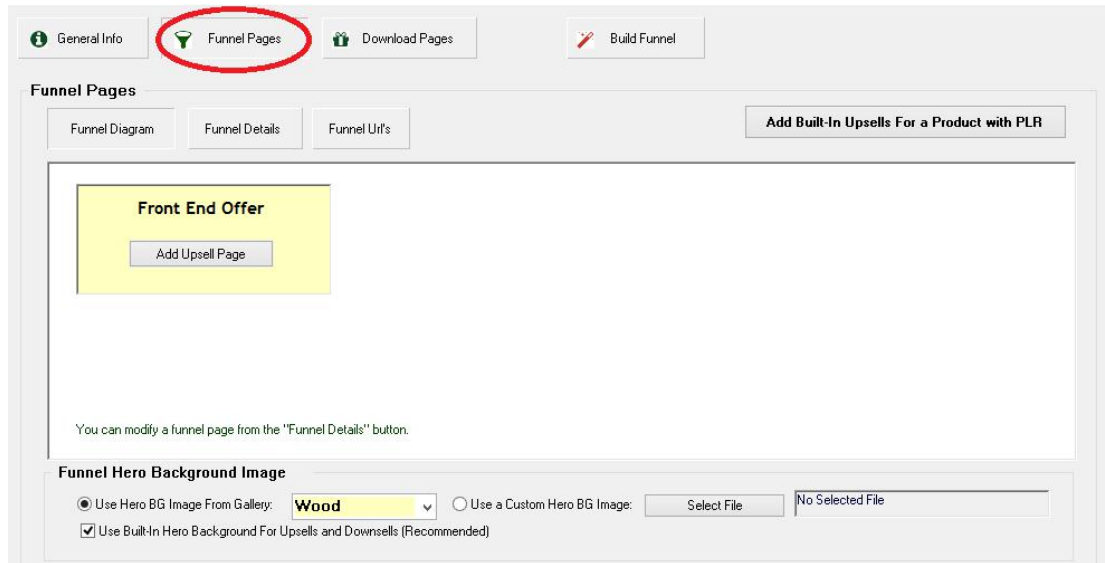 General Info Funnel Pages Download Pages Build Funnel
Funnel Pages
Funnel Diagram Funnel Details Funnel Url's Add Built-In Upsells For a Product with PLR
Front End Offer
Add Upsell Page
You can modify a funnel page from the "Funnel Details" button.
Funnel Hero Background Image
Use Hero BG Image From Gallery: Wood Use a Custom Hero BG Image: Select File No Selected File
Use Built-In Hero Background For Upsells and Downsells (Recommended)